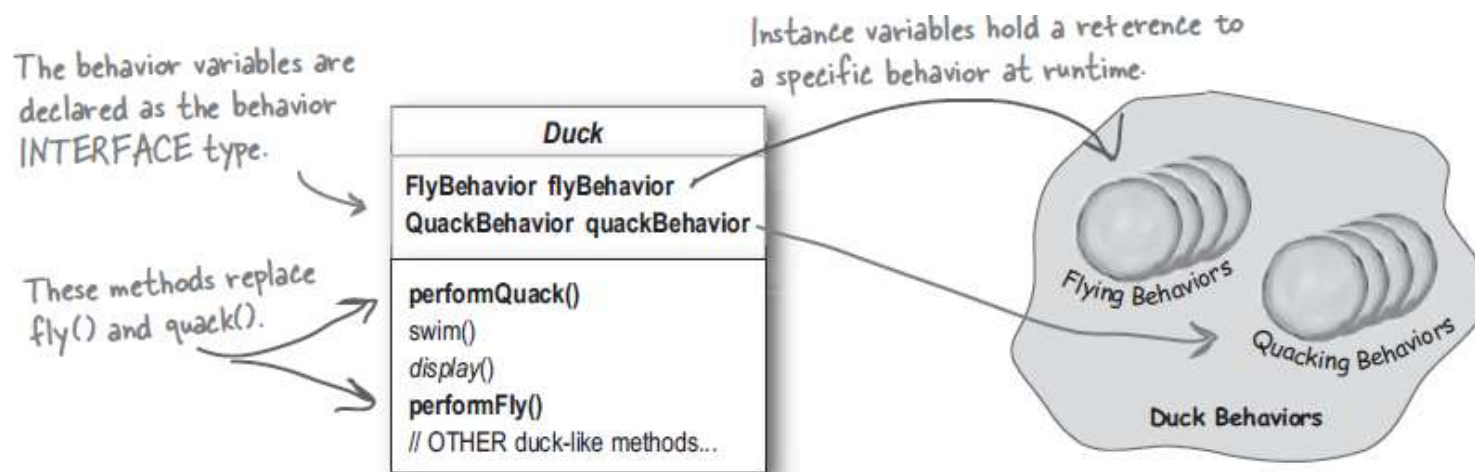 The behavior variables are
declared as the behavior
INTERFACE type.
These methods replace
fly() and quack().
Duck
FlyBehavior flyBehavior
QuackBehavior quackBehavior
performQuack()
swim()
display()
performFly()
// OTHER duck-like methods...
Instance variables hold a reference to
a specific behavior at runtime.
Flying Behaviors
Quacking Behaviors
Duck Behaviors